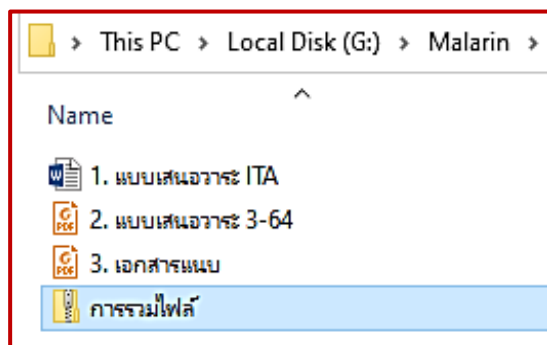 This PC > Local Disk (G:) > Malarin >
Name
1. แบบเสนอวาระ ITA
2. แบบเสนอวาระ 3-64
3. เอกสารแนบ
การรวมไฟล์